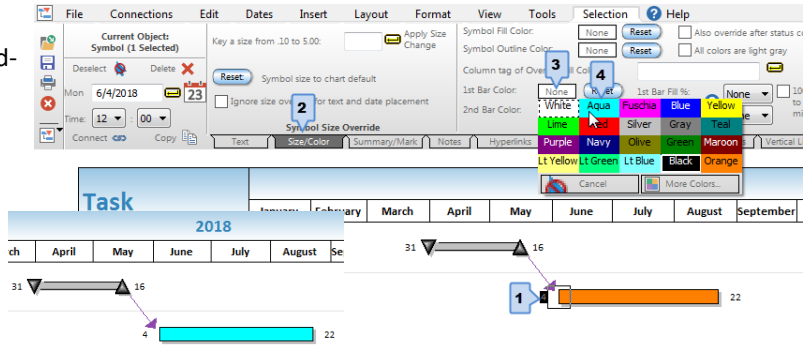 File Connections Edit Dates Insert Layout Format View Tools Selection Help
d-
Current Object:
Symbol (1 Selected)
Deselect Delete
Mon 6/4/2018 23
Time: 12 : 00
Connect Copy
Key a size from .10 to 5.00: Apply Size
Change
Reset Symbol size to chart default
Ignore size ov for text and date placement
2
Symbol Size Override
Symbol Fill Color: None Reset Also override after status c
Symbol Outline Color: None Reset All colors are light gray
Column tag of Over
3 4
1st Bar Color: None 1st Bar Fill %: None
2nd Bar Color:
White Aqua Fuschia Blue Yellow
Lime Red Silver Gray Teal
Purple Navy Olive Green Maroon
Lt Yellow Lt Green Lt Blue Black Orange
Cancel More Colors...
Text Size/Color Summary/Mark Notes Hyperlinks Vertical Li
Task
January February March April May June July August September
31 16
1 4 22
2018
ch April May June July August Se
31 16
4 22